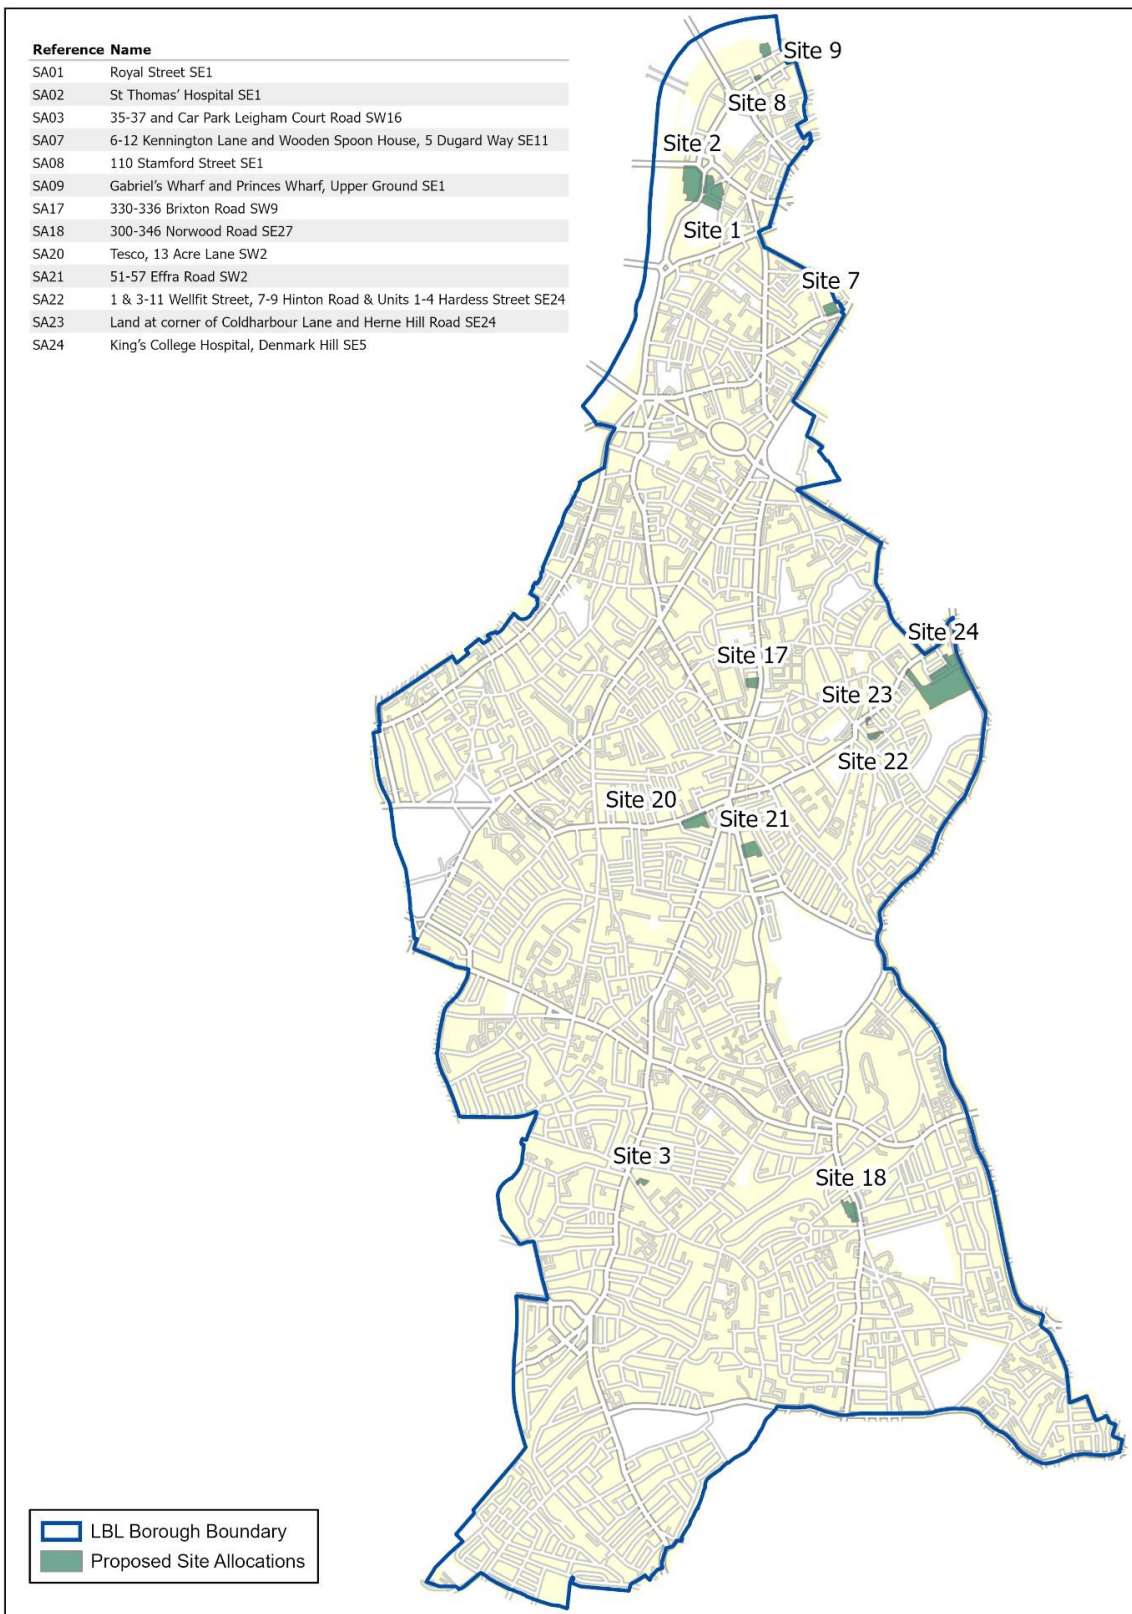 Reference Name
SA01 Royal Street SE1
SA02 St Thomas' Hospital SE1
SA03 35-37 and Car Park Leigham Court Road SW16
SA07 6-12 Kennington Lane and Wooden Spoon House, 5 Dugard Way SE11
SA08 110 Stamford Street SE1
SA09 Gabriel's Wharf and Princes Wharf, Upper Ground SE1
SA17 330-336 Brixton Road SW9
SA18 300-346 Norwood Road SE27
SA20 Tesco, 13 Acre Lane SW2
SA21 51-57 Effra Road SW2
SA22 1 & 3-11 Wellfit Street, 7-9 Hinton Road & Units 1-4 Hardess Street SE24
SA23 Land at corner of Coldharbour Lane and Herne Hill Road SE24
SA24 King's College Hospital, Denmark Hill SE5
Site 9
Site 8
Site 2
Site 1
Site 7
Site 24
Site 17
Site 23
Site 22
Site 20
Site 21
Site 3
Site 18
LBL Borough Boundary
Proposed Site Allocations